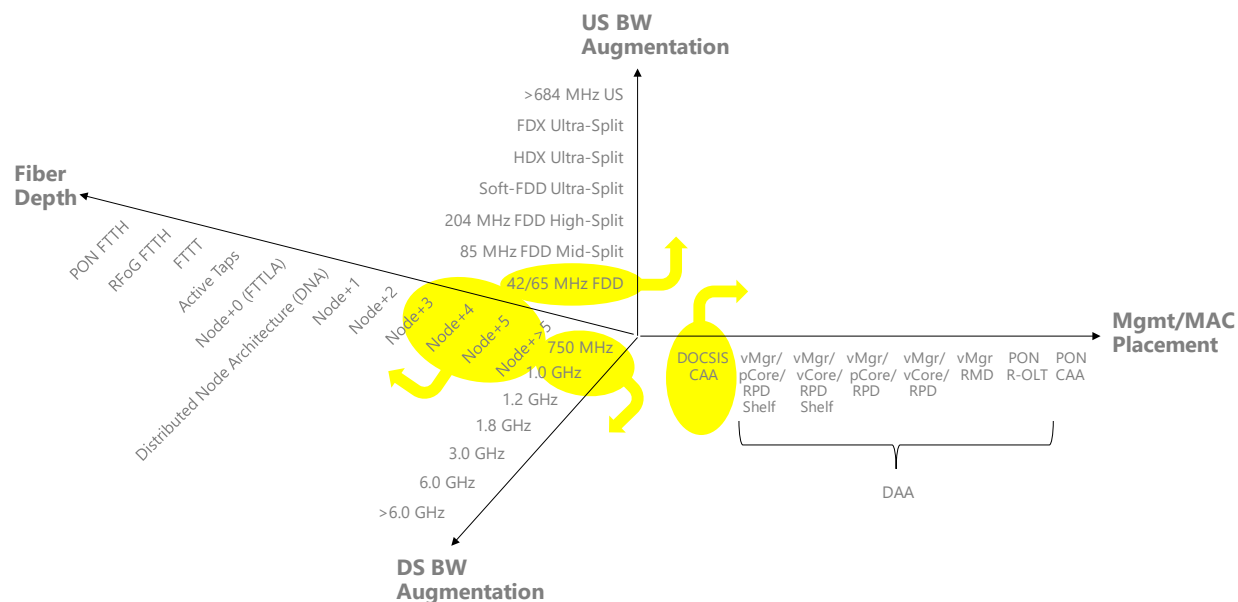 US BW
Augmentation
>684 MHz US
FDX Ultra-Split
HDX Ultra-Split
Soft-FDD Ultra-Split
204 MHz FDD High-Split
85 MHz FDD Mid-Split
42/65 MHz FDD
Fiber
Depth
PON FTTH
RFoG FTTH
FTTT
Active Taps
Node+0 (FTTLA)
Distributed Node Architecture (DNA)
Node+1
Node+2
Node+3
Node+4
Node+5
Node+>5
750 MHz
1.0 GHz
1.2 GHz
1.8 GHz
3.0 GHz
6.0 GHz
>6.0 GHz
DS BW
Augmentation
Mgmt/MAC
Placement
DOCSIS
CAA
vMgr/
pCore/
RPD
Shelf
vMgr/
vCore/
RPD
Shelf
vMgr/
pCore/
RPD
vMgr/
vCore/
RPD
vMgr
RMD
PON
R-OLT
PON
CAA
DAA